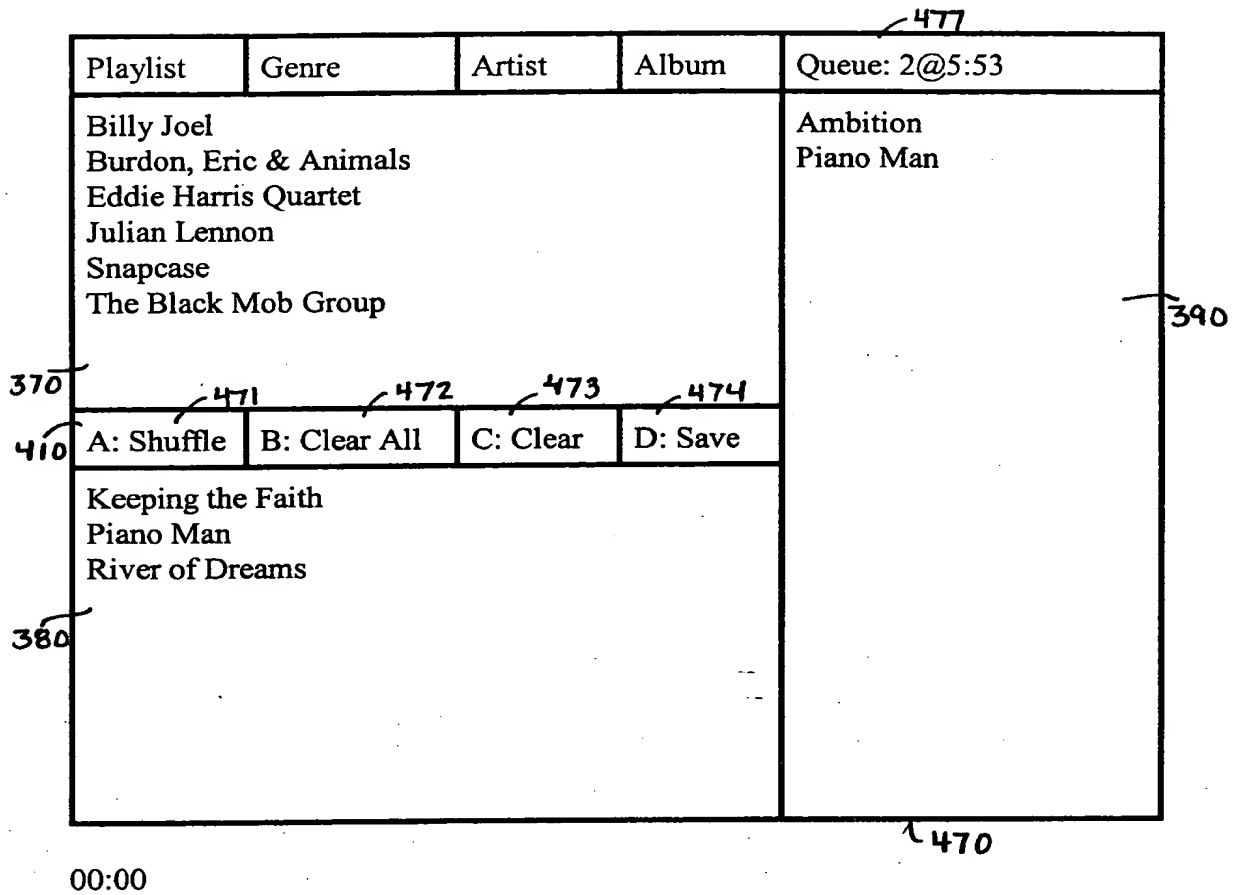 477
Playlist Genre Artist Album Queue: 2@5:53
Billy Joel
Burdon, Eric & Animals
Eddie Harris Quartet
Julian Lennon
Snapcase
The Black Mob Group
Ambition
Piano Man
390
370
471 472 473 474
410 A: Shuffle B: Clear All C: Clear D: Save
Keeping the Faith
Piano Man
River of Dreams
380
470
00:00